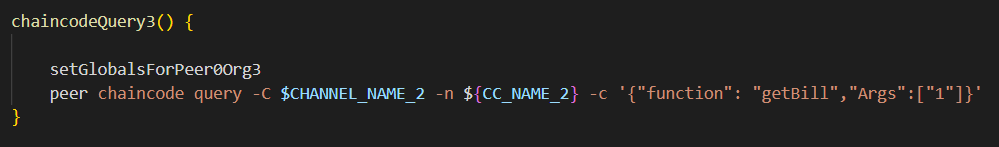 chaincodeQuery3() {
setGlobalsForPeer0Org3
peer chaincode query -C $CHANNEL_NAME_2 -n ${CC_NAME_2} -c '{"function": "getBill","Args":["1"]}'
}